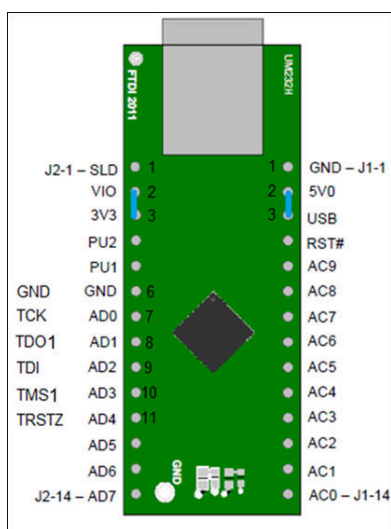 FTDI 2011
UM232H
J2-1 – SLD 1
1 GND – J1-1
VIO 2
2 5V0
3V3 3
3 USB
PU2
RST#
PU1
AC9
GND GND 6
AC8
TCK AD0 7
AC7
TDO1 AD1 8
AC6
TDI AD2 9
AC5
TMS1 AD3 10
AC4
TRSTZ AD4 11
AC3
AD5
AC2
AD6
AC1
GND
J2-14 – AD7
AC0 – J1-14